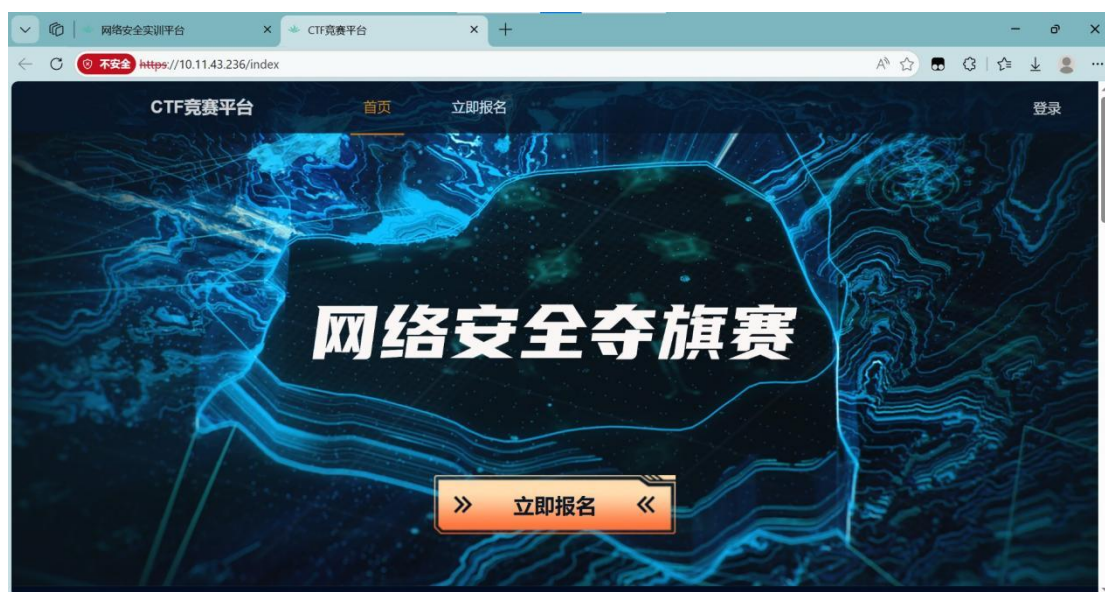 网络安全实训平台
CTF竞赛平台
不安全 https://10.11.43.236/index
CTF竞赛平台 首页 立即报名 登录
网络安全夺旗赛
立即报名